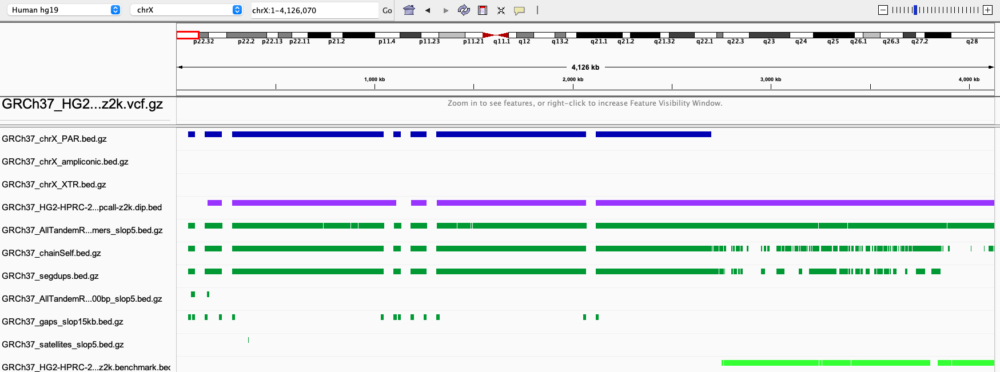 Human hg19 chrX chrX:1-4,126,070 Go
p22.32 p22.2 p22.13 p22.11 p21.2 p11.4 p11.23 p11.21 q11.1 q12 q13.2 q21.1 q21.2 q21.32 q22.1 q22.3 q23 q24 q25 q26.1 q26.3 q27.2 q28
4,126 kb
1,000 kb 2,000 kb 3,000 kb 4,000 kb
GRCh37_HG2...z2k.vcf.gz
Zoom in to see features, or right-click to increase Feature Visibility Window.
GRCh37_chrX_PAR.bed.gz
GRCh37_chrX_ampliconic.bed.gz
GRCh37_chrX_XTR.bed.gz
GRCh37_HG2-HPRC-2...pcall-z2k.dip.bed
GRCh37_AllTandemR...mers_slop5.bed.gz
GRCh37_chainSelf.bed.gz
GRCh37_segdups.bed.gz
GRCh37_AllTandemR...00bp_slop5.bed.gz
GRCh37_gaps_slop15kb.bed.gz
GRCh37_satellites_slop5.bed.gz
GRCh37_HG2-HPRC-2...z2k.benchmark.bed